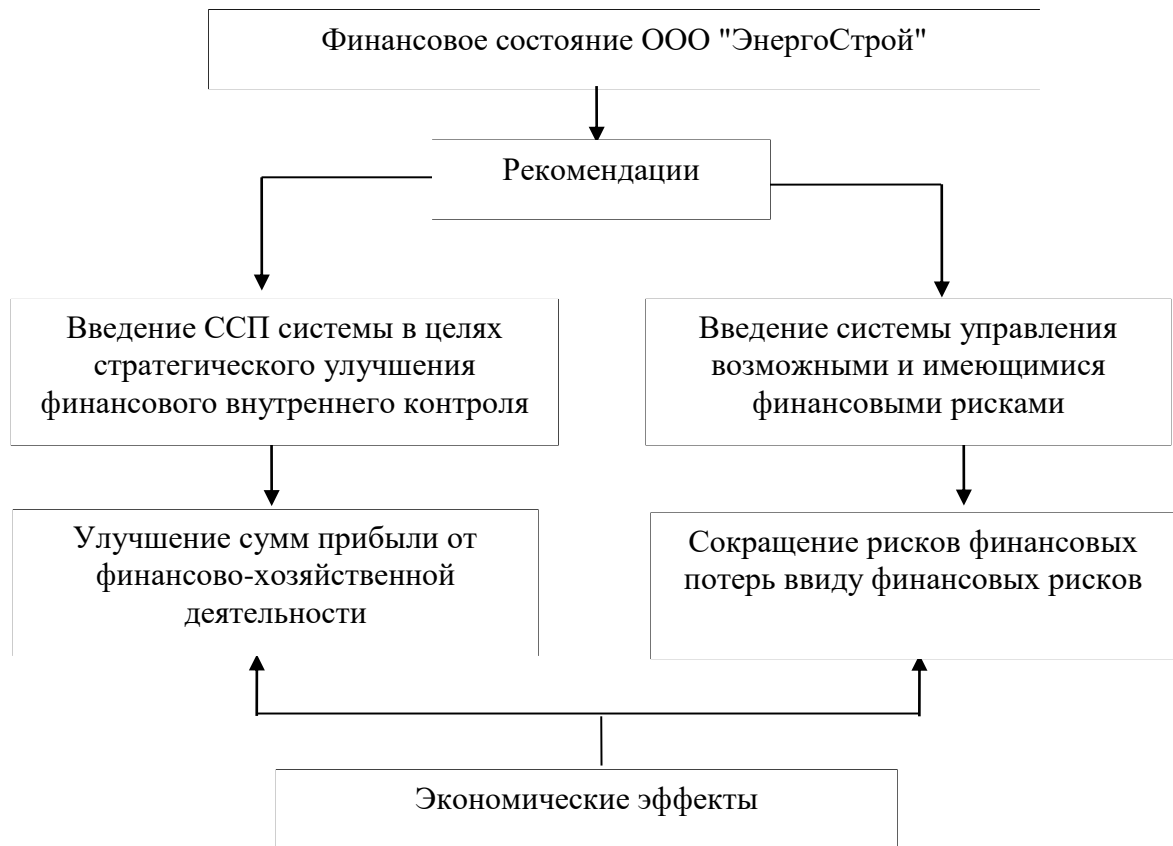 Финансовое состояние ООО "ЭнергоСтрой"
Рекомендации
Введение ССП системы в целях
стратегического улучшения
финансового внутреннего контроля
Введение системы управления
возможными и имеющимися
финансовыми рисками
Улучшение сумм прибыли от
финансово-хозяйственной
деятельности
Сокращение рисков финансовых
потерь ввиду финансовых рисков
Экономические эффекты